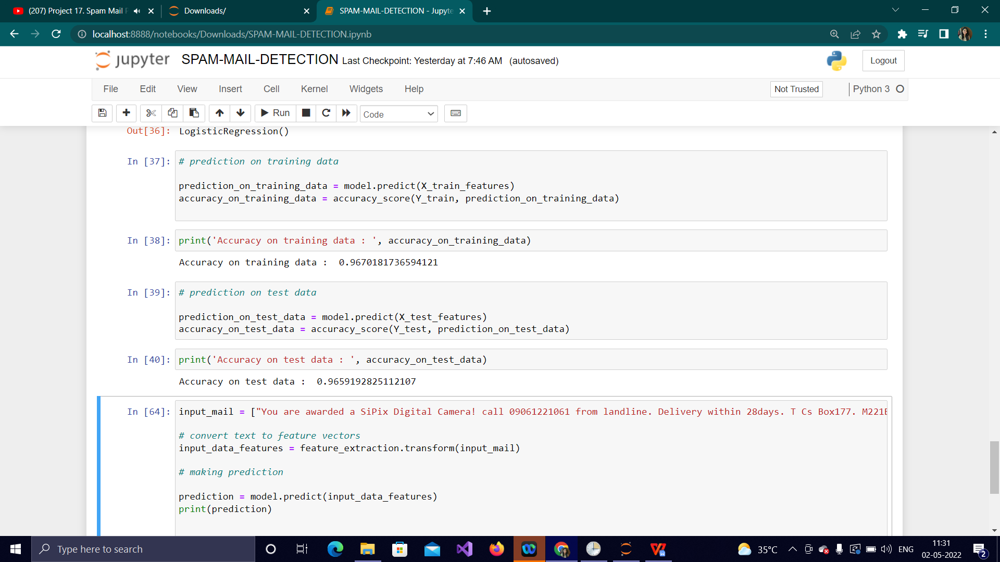 (207) Project 17. Spam Mail
Downloads/
SPAM-MAIL-DETECTION - Jupyte
localhost:8888/notebooks/Downloads/SPAM-MAIL-DETECTION.ipynb
jupyter SPAM-MAIL-DETECTION Last Checkpoint: Yesterday at 7:46 AM (autosaved)
Logout
File Edit View Insert Cell Kernel Widgets Help
Not Trusted
Python 3
Run
Code
Out[36]: LogisticRegression()
In [37]: # prediction on training data
prediction_on_training_data = model.predict(X_train_features)
accuracy_on_training_data = accuracy_score(Y_train, prediction_on_training_data)
In [38]: print('Accuracy on training data : ', accuracy_on_training_data)
Accuracy on training data :  0.9670181736594121
In [39]: # prediction on test data
prediction_on_test_data = model.predict(X_test_features)
accuracy_on_test_data = accuracy_score(Y_test, prediction_on_test_data)
In [40]: print('Accuracy on test data : ', accuracy_on_test_data)
Accuracy on test data :  0.9659192825112107
In [64]: input_mail = ["You are awarded a SiPix Digital Camera! call 09061221061 from landline. Delivery within 28days. T Cs Box177. M221
# convert text to feature vectors
input_data_features = feature_extraction.transform(input_mail)
# making prediction
prediction = model.predict(input_data_features)
print(prediction)
Type here to search
35°C
ENG
11:31
02-05-2022
2